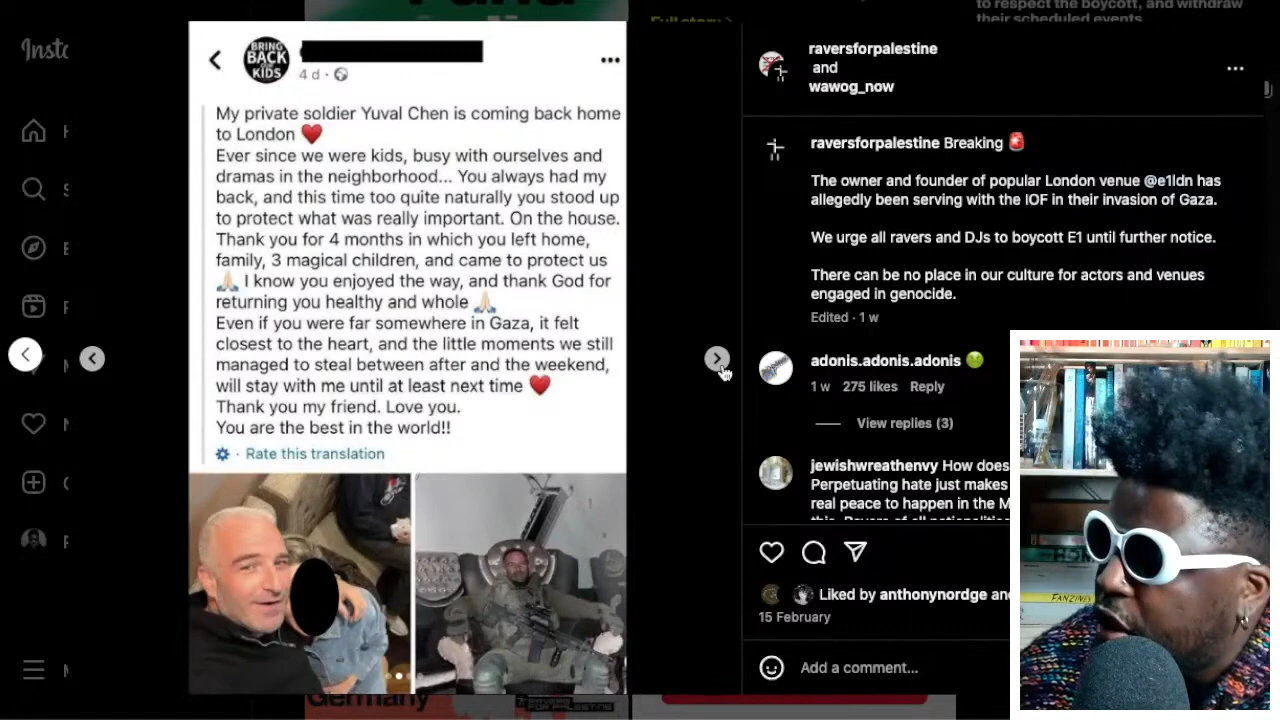 to respect the boycott, and withdraw
their scheduled events.
Full story >
Insta
BRING
BACK
OUR
KIDS
4 d ·
My private soldier Yuval Chen is coming back home
to London ❤️
Ever since we were kids, busy with ourselves and
dramas in the neighborhood... You always had my
back, and this time too quite naturally you stood up
to protect what was really important. On the house.
Thank you for 4 months in which you left home,
family, 3 magical children, and came to protect us
🙏🏻 I know you enjoyed the way, and thank God for
returning you healthy and whole 🙏🏻
Even if you were far somewhere in Gaza, it felt
closest to the heart, and the little moments we still
managed to steal between after and the weekend,
will stay with me until at least next time ❤️
Thank you my friend. Love you.
You are the best in the world!!
· Rate this translation
Germany
raversforpalestine
and
wawog_now
raversforpalestine Breaking 🚨
The owner and founder of popular London venue @e1ldn has
allegedly been serving with the IOF in their invasion of Gaza.
We urge all ravers and DJs to boycott E1 until further notice.
There can be no place in our culture for actors and venues
engaged in genocide.
Edited · 1 w
adonis.adonis.adonis 🤢
1 w 275 likes Reply
View replies (3)
jewishwreathenvy How does
Perpetuating hate just makes
real peace to happen in the M
Liked by anthonynordge an
15 February
Add a comment...
FANZINES